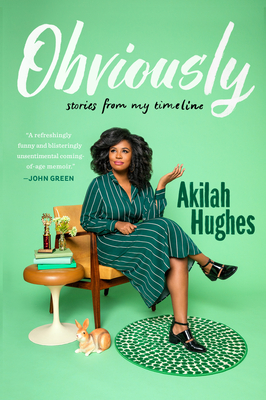 Obviously
stories from my timeline
"A refreshingly
funny and blisteringly
unsentimental coming-
of-age memoir."
—JOHN GREEN
Akilah
Hughes